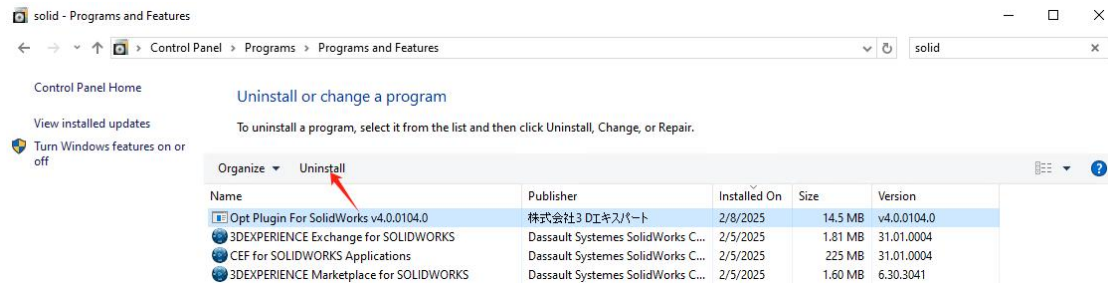 solid - Programs and Features
Control Panel > Programs > Programs and Features
solid
Control Panel Home
View installed updates
Turn Windows features on or
off
Uninstall or change a program
To uninstall a program, select it from the list and then click Uninstall, Change, or Repair.
Organize Uninstall
Name Publisher Installed On Size Version
Opt Plugin For SolidWorks v4.0.0104.0 株式会社3Dエキスパート 2/8/2025 14.5 MB v4.0.0104.0
3DEXPERIENCE Exchange for SOLIDWORKS Dassault Systemes SolidWorks C... 2/5/2025 1.81 MB 31.01.0004
CEF for SOLIDWORKS Applications Dassault Systemes SolidWorks C... 2/5/2025 225 MB 31.01.0004
3DEXPERIENCE Marketplace for SOLIDWORKS Dassault Systemes SolidWorks C... 2/5/2025 1.60 MB 6.30.3041